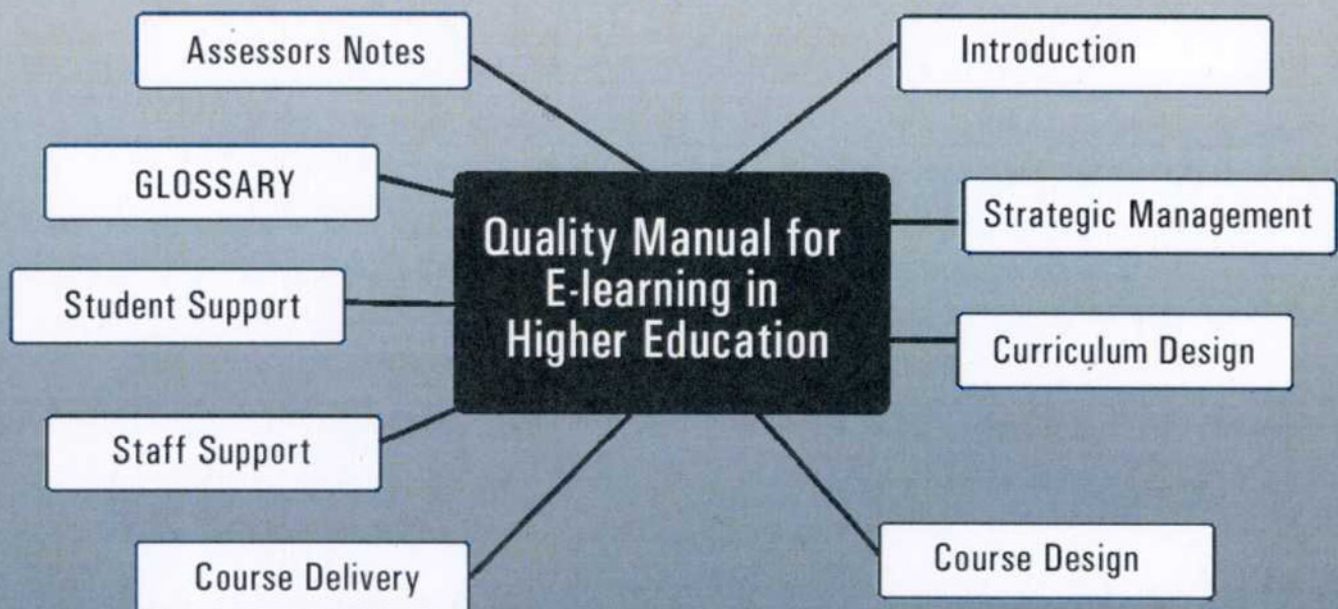 Assessors Notes
Introduction
GLOSSARY
Strategic Management
Quality Manual for
E-learning in
Higher Education
Student Support
Curriculum Design
Staff Support
Course Delivery
Course Design